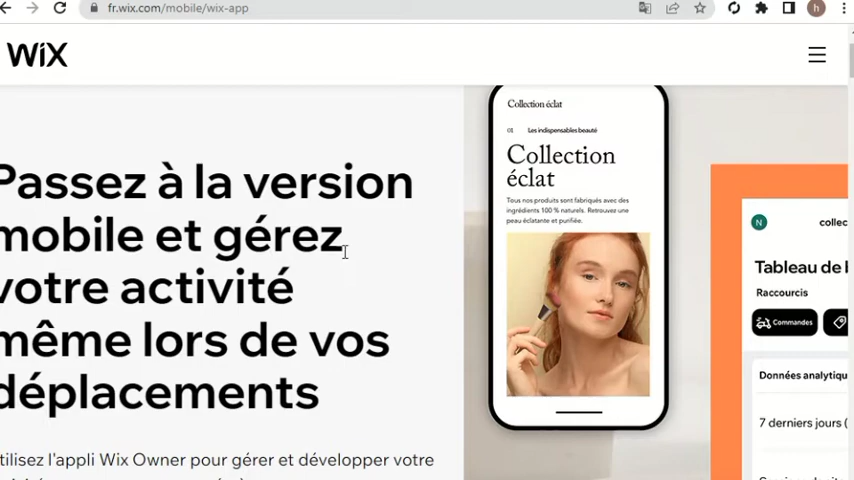 fr.wix.com/mobile/wix-app
h
WiX
Collection éclat
01 Les indispensables beauté
Collection
éclat
Tous nos produits sont fabriqués avec des
ingrédients 100 % naturels. Retrouvez une
peau éclatante et purifiée.
Passez à la version
mobile et gérez
votre activité
même lors de vos
déplacements
tilisez l'appli Wix Owner pour gérer et développer votre
N
collec
Tableau de b
Raccourcis
Commandes
Données analytiqu
7 derniers jours (